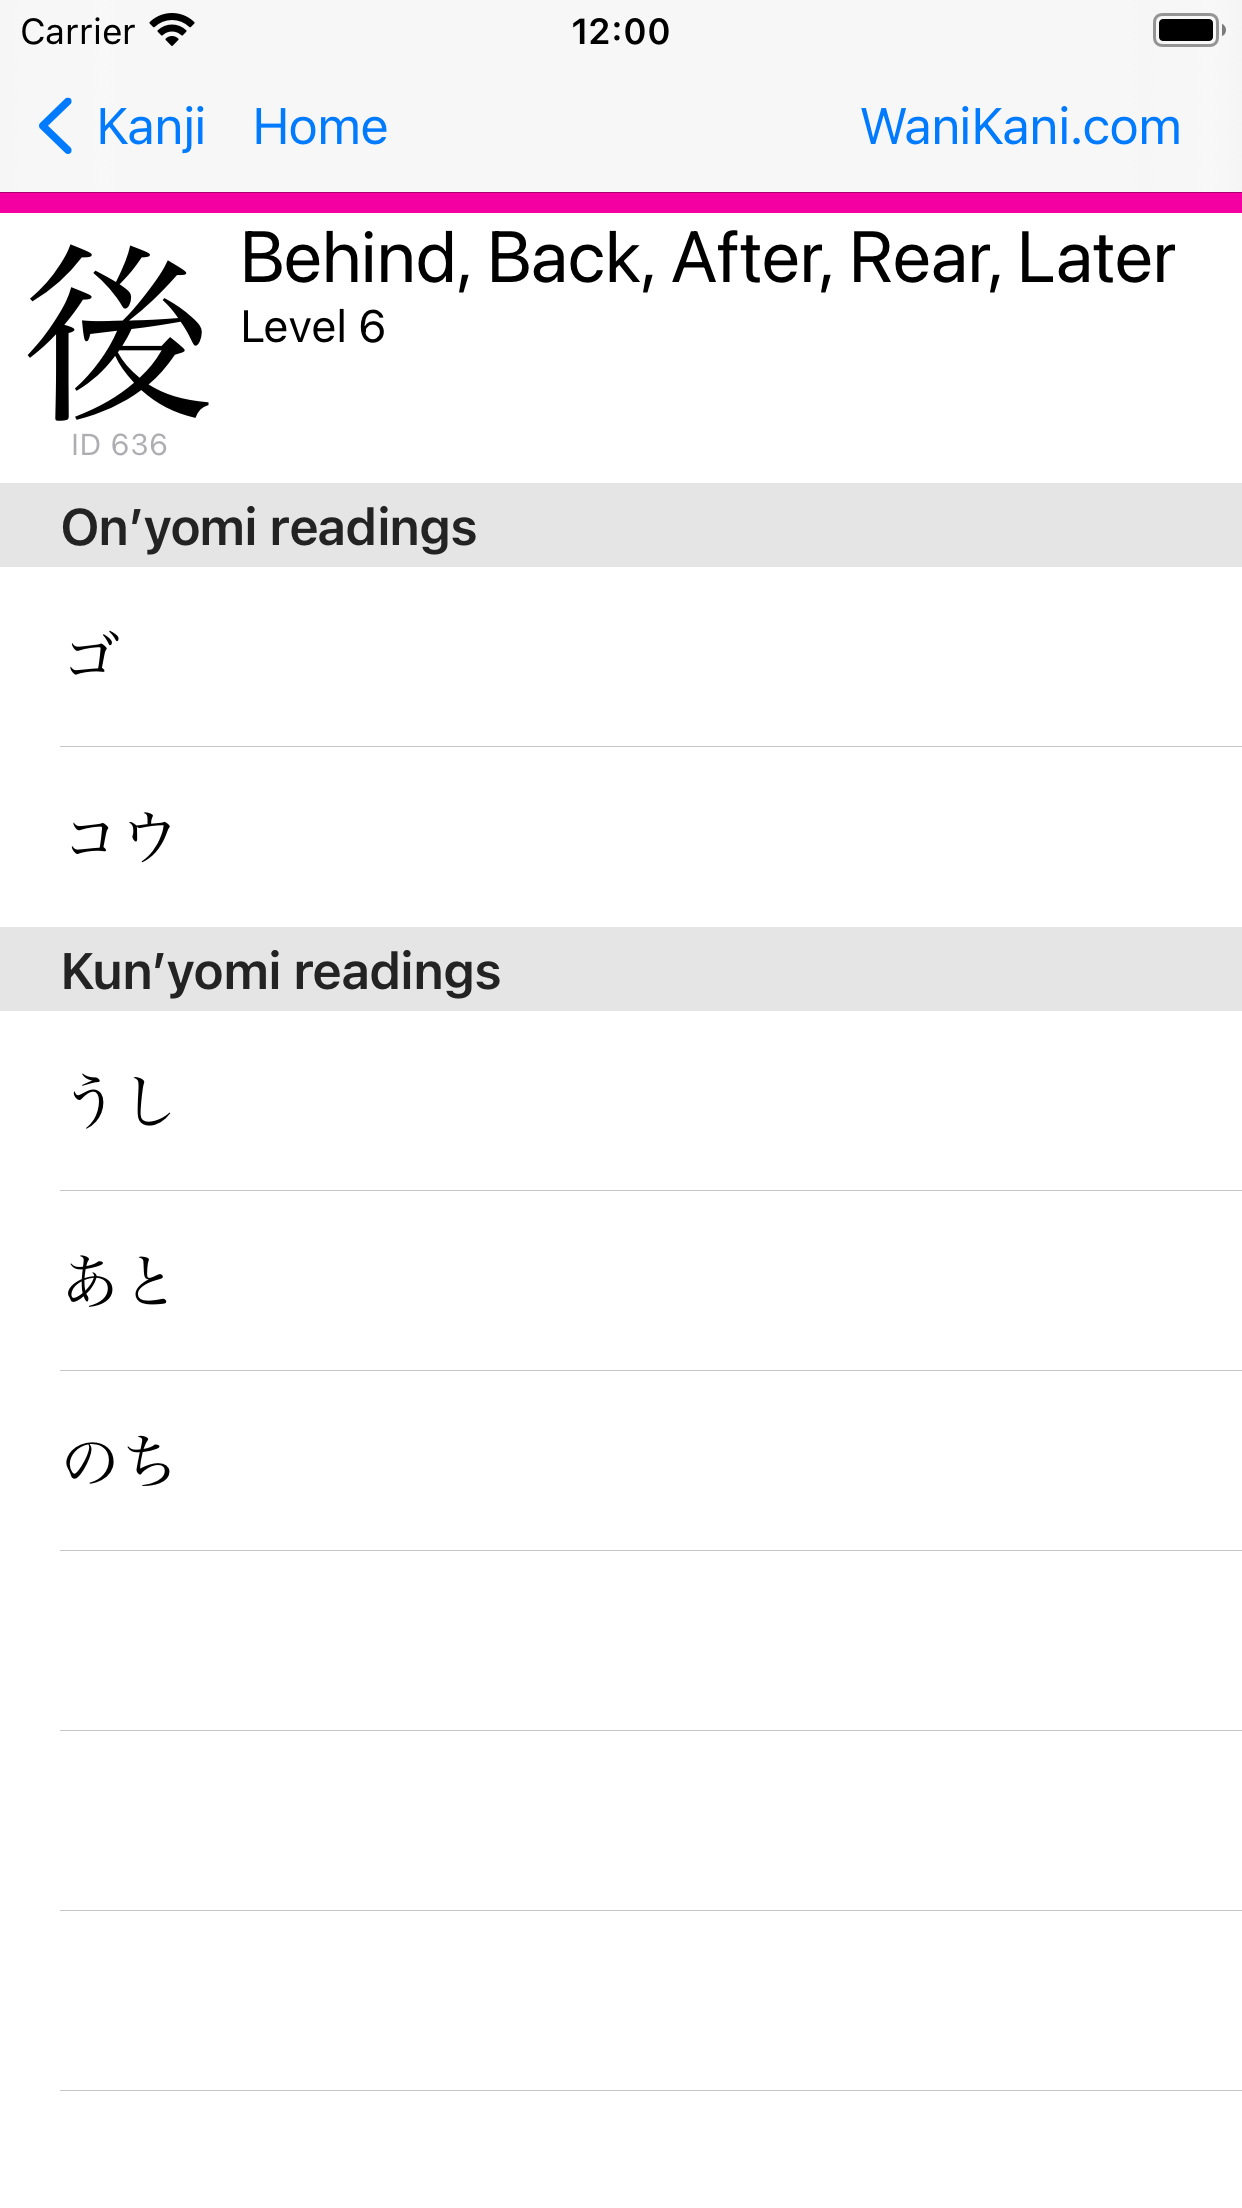 Carrier 12:00
Kanji Home WaniKani.com
後
Behind, Back, After, Rear, Later
Level 6
ID 636
On’yomi readings
ゴ
コウ
Kun’yomi readings
うし
あと
のち